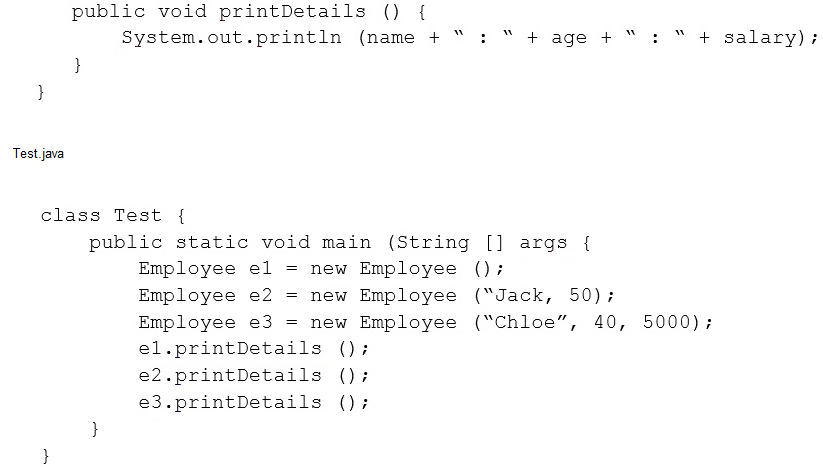 public void printDetails () {
System.out.println (name + “ : “ + age + “ : “ + salary);
}
}
Test.java
class Test {
public static void main (String [] args {
Employee e1 = new Employee ();
Employee e2 = new Employee (“Jack, 50);
Employee e3 = new Employee (“Chloe”, 40, 5000);
e1.printDetails ();
e2.printDetails ();
e3.printDetails ();
}
}